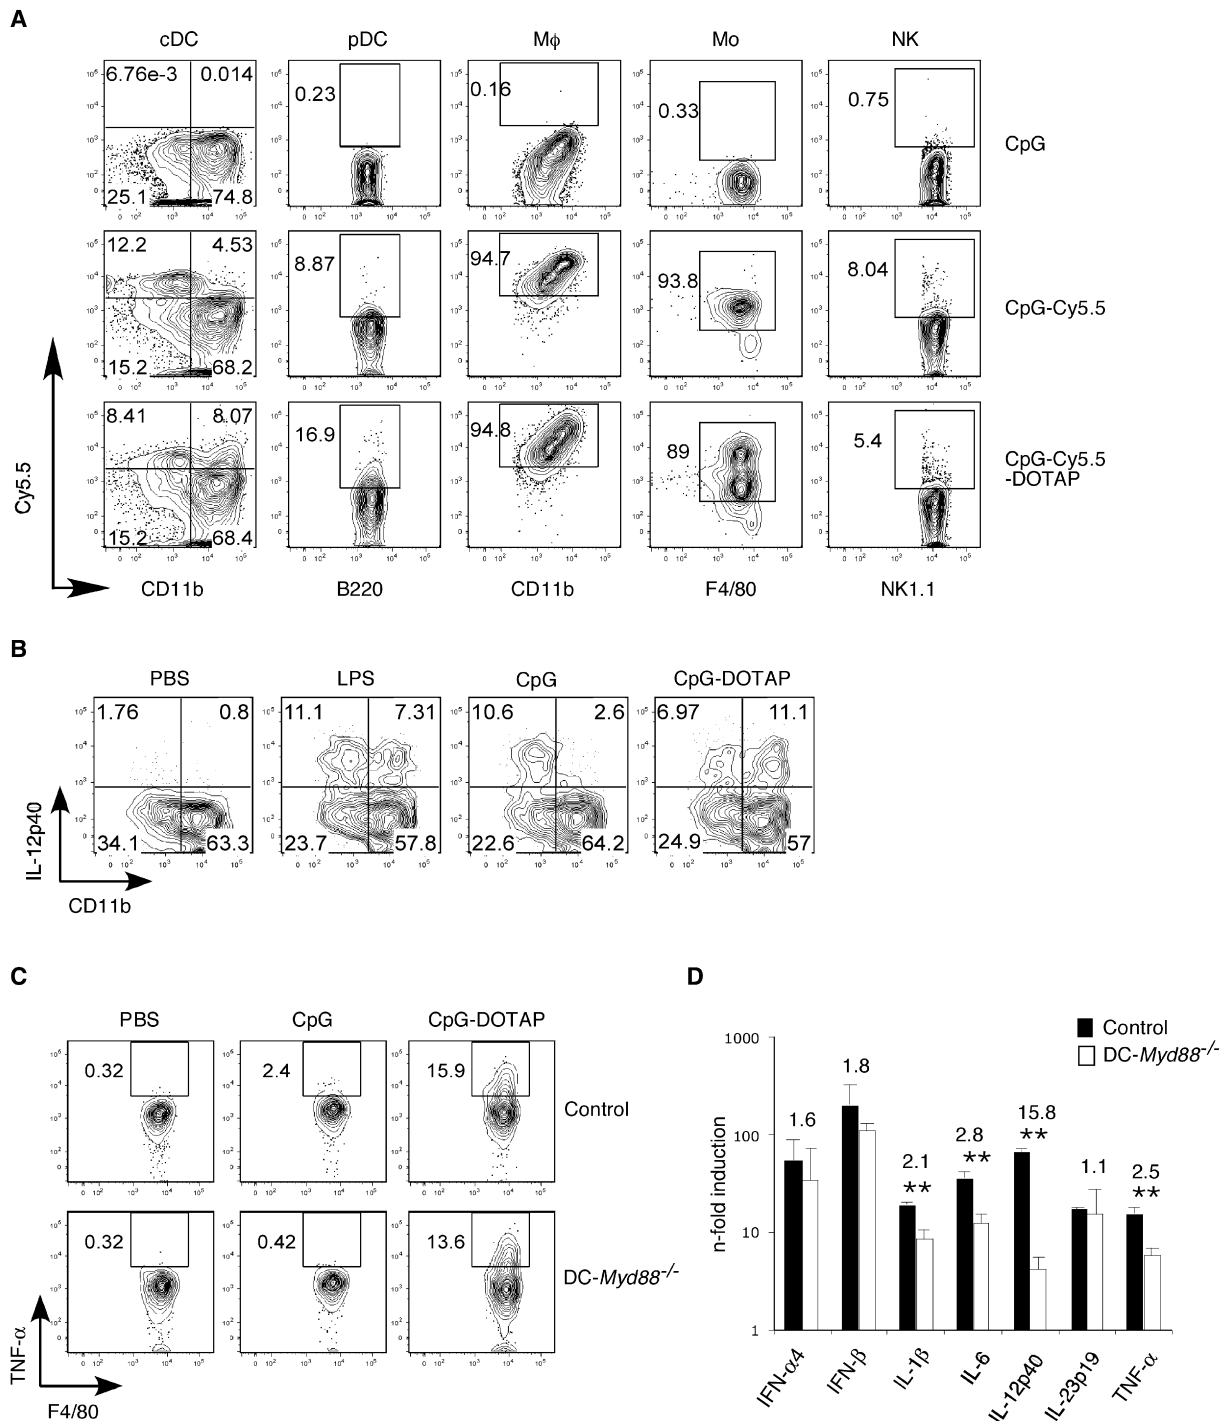 A
cDC pDC Mϕ Mo NK
6.76e-3 0.014 0.23 0.16 0.33 0.75
25.1 74.8
CpG
12.2 4.53 8.87 94.7 93.8 8.04
15.2 68.2
CpG-Cy5.5
8.41 8.07 16.9 94.8 89 5.4
15.2 68.4
CpG-Cy5.5
-DOTAP
Cy5.5
CD11b B220 CD11b F4/80 NK1.1
B
PBS LPS CpG CpG-DOTAP
1.76 0.8 11.1 7.31 10.6 2.6 6.97 11.1
34.1 63.3 23.7 57.8 22.6 64.2 24.9 57
IL-12p40
CD11b
C
PBS CpG CpG-DOTAP
0.32 2.4 15.9
Control
0.32 0.42 13.6
DC-Myd88-/-
TNF-α
F4/80
D
Control
DC-Myd88-/-
n-fold induction
1000
100
10
1
1.6 1.8 2.1 2.8 15.8 1.1 2.5
** ** ** **
IFN-α4 IFN-β IL-1β IL-6 IL-12p40 IL-23p19 TNF-α